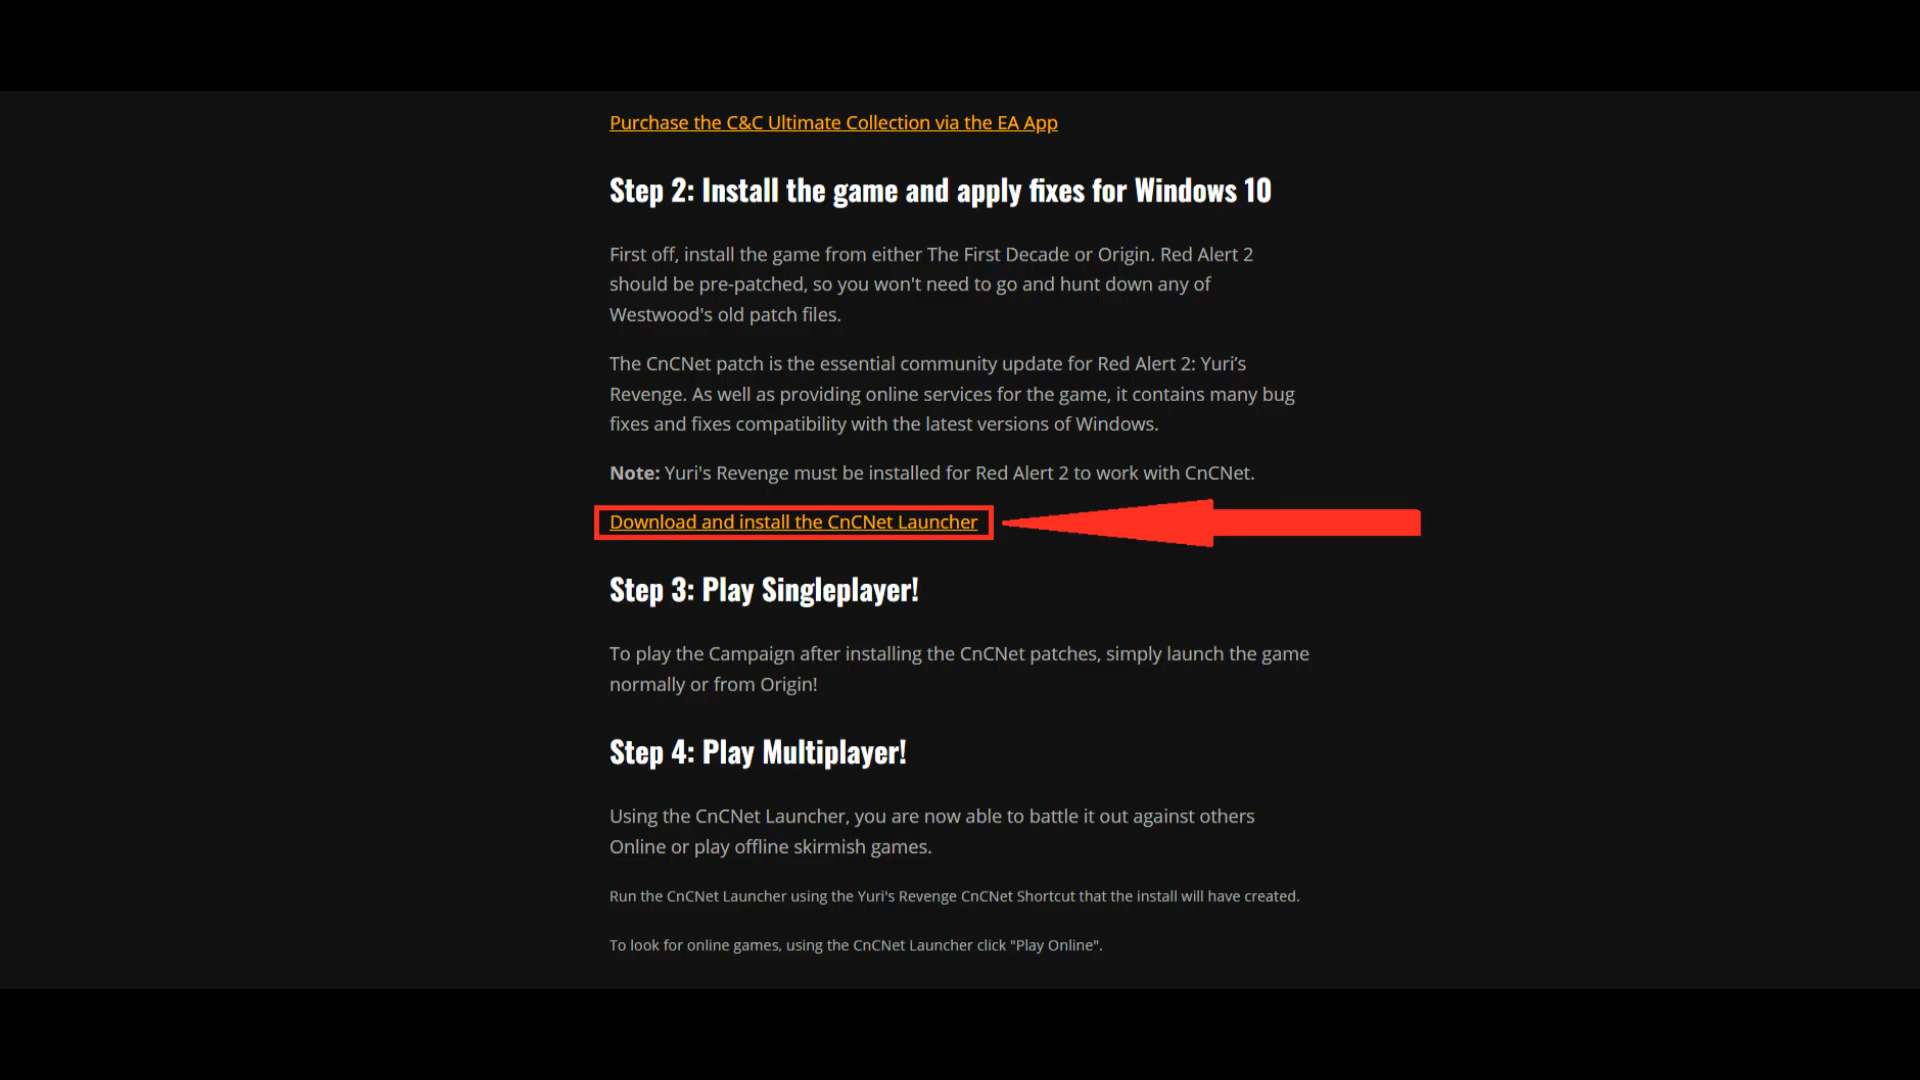 Purchase the C&C Ultimate Collection via the EA App
Step 2: Install the game and apply fixes for Windows 10
First off, install the game from either The First Decade or Origin. Red Alert 2
should be pre-patched, so you won't need to go and hunt down any of
Westwood's old patch files.
The CnCNet patch is the essential community update for Red Alert 2: Yuri’s
Revenge. As well as providing online services for the game, it contains many bug
fixes and fixes compatibility with the latest versions of Windows.
Note: Yuri's Revenge must be installed for Red Alert 2 to work with CnCNet.
Download and install the CnCNet Launcher
Step 3: Play Singleplayer!
To play the Campaign after installing the CnCNet patches, simply launch the game
normally or from Origin!
Step 4: Play Multiplayer!
Using the CnCNet Launcher, you are now able to battle it out against others
Online or play offline skirmish games.
Run the CnCNet Launcher using the Yuri's Revenge CnCNet Shortcut that the install will have created.
To look for online games, using the CnCNet Launcher click "Play Online".